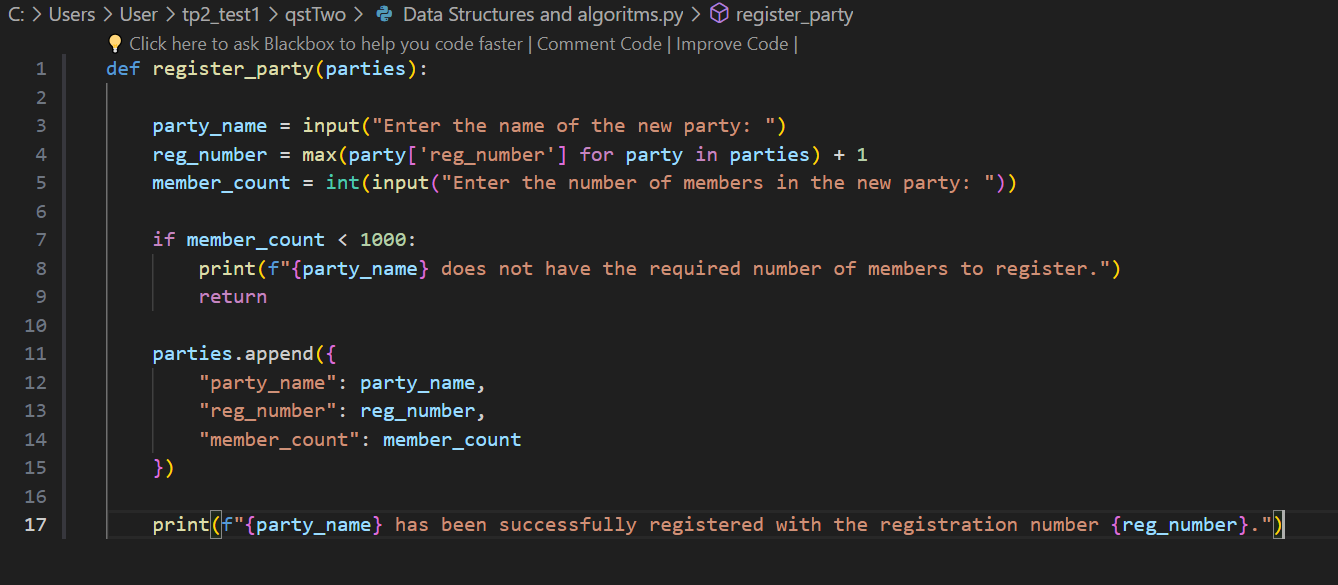 C: > Users > User > tp2_test1 > qstTwo > Data Structures and algoritms.py > register_party
Click here to ask Blackbox to help you code faster | Comment Code | Improve Code |
1 def register_party(parties):
2
3     party_name = input("Enter the name of the new party: ")
4     reg_number = max(party['reg_number'] for party in parties) + 1
5     member_count = int(input("Enter the number of members in the new party: "))
6
7     if member_count < 1000:
8         print(f"{party_name} does not have the required number of members to register.")
9         return
10
11     parties.append({
12         "party_name": party_name,
13         "reg_number": reg_number,
14         "member_count": member_count
15     })
16
17     print(f"{party_name} has been successfully registered with the registration number {reg_number}.")